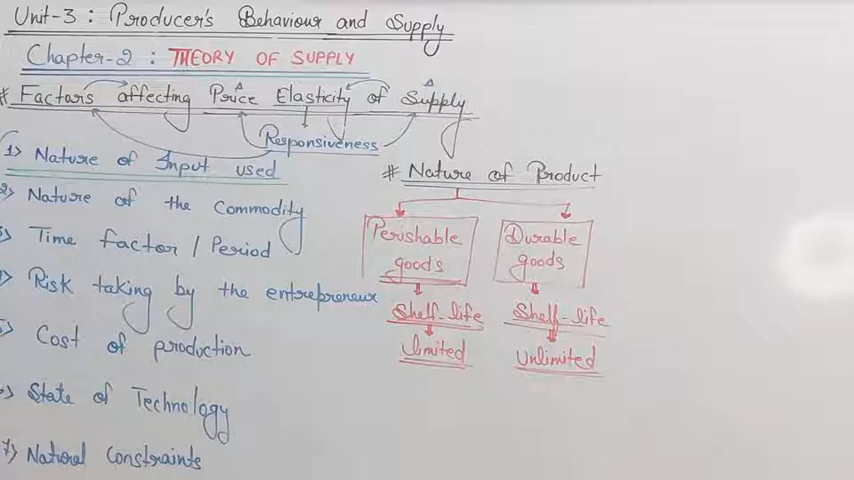 Unit-3 : Producer's Behaviour and Supply
Chapter-2 : THEORY OF SUPPLY
# Factors affecting Price Elasticity of Supply
Responsiveness
1) Nature of Input used
2) Nature of the Commodity
3) Time factor / Period
4) Risk taking by the entrepreneur
5) Cost of production
6) State of Technology
7) Natural Constraints
# Nature of Product
Perishable goods
Durable goods
Shelf-life
Shelf-life
limited
Unlimited